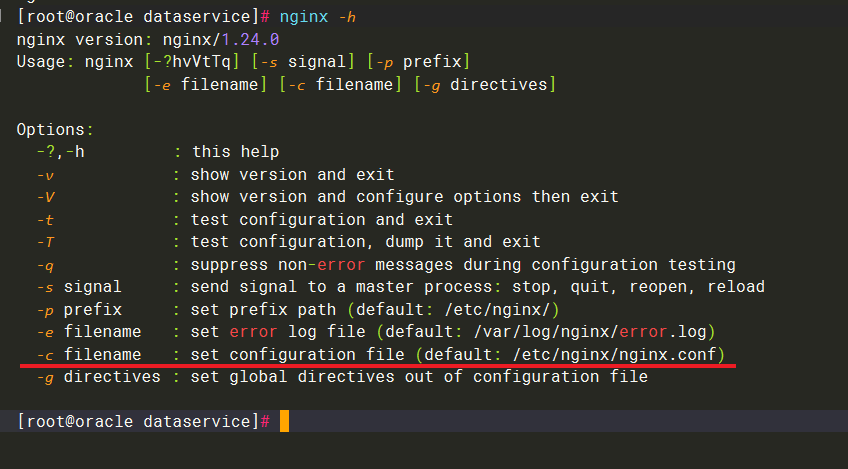 [root@oracle dataservice]# nginx -h
nginx version: nginx/1.24.0
Usage: nginx [-?hvVtTq] [-s signal] [-p prefix]
[-e filename] [-c filename] [-g directives]
Options:
-?,-h : this help
-v : show version and exit
-V : show version and configure options then exit
-t : test configuration and exit
-T : test configuration, dump it and exit
-q : suppress non-error messages during configuration testing
-s signal : send signal to a master process: stop, quit, reopen, reload
-p prefix : set prefix path (default: /etc/nginx/)
-e filename : set error log file (default: /var/log/nginx/error.log)
-c filename : set configuration file (default: /etc/nginx/nginx.conf)
-g directives : set global directives out of configuration file
[root@oracle dataservice]#